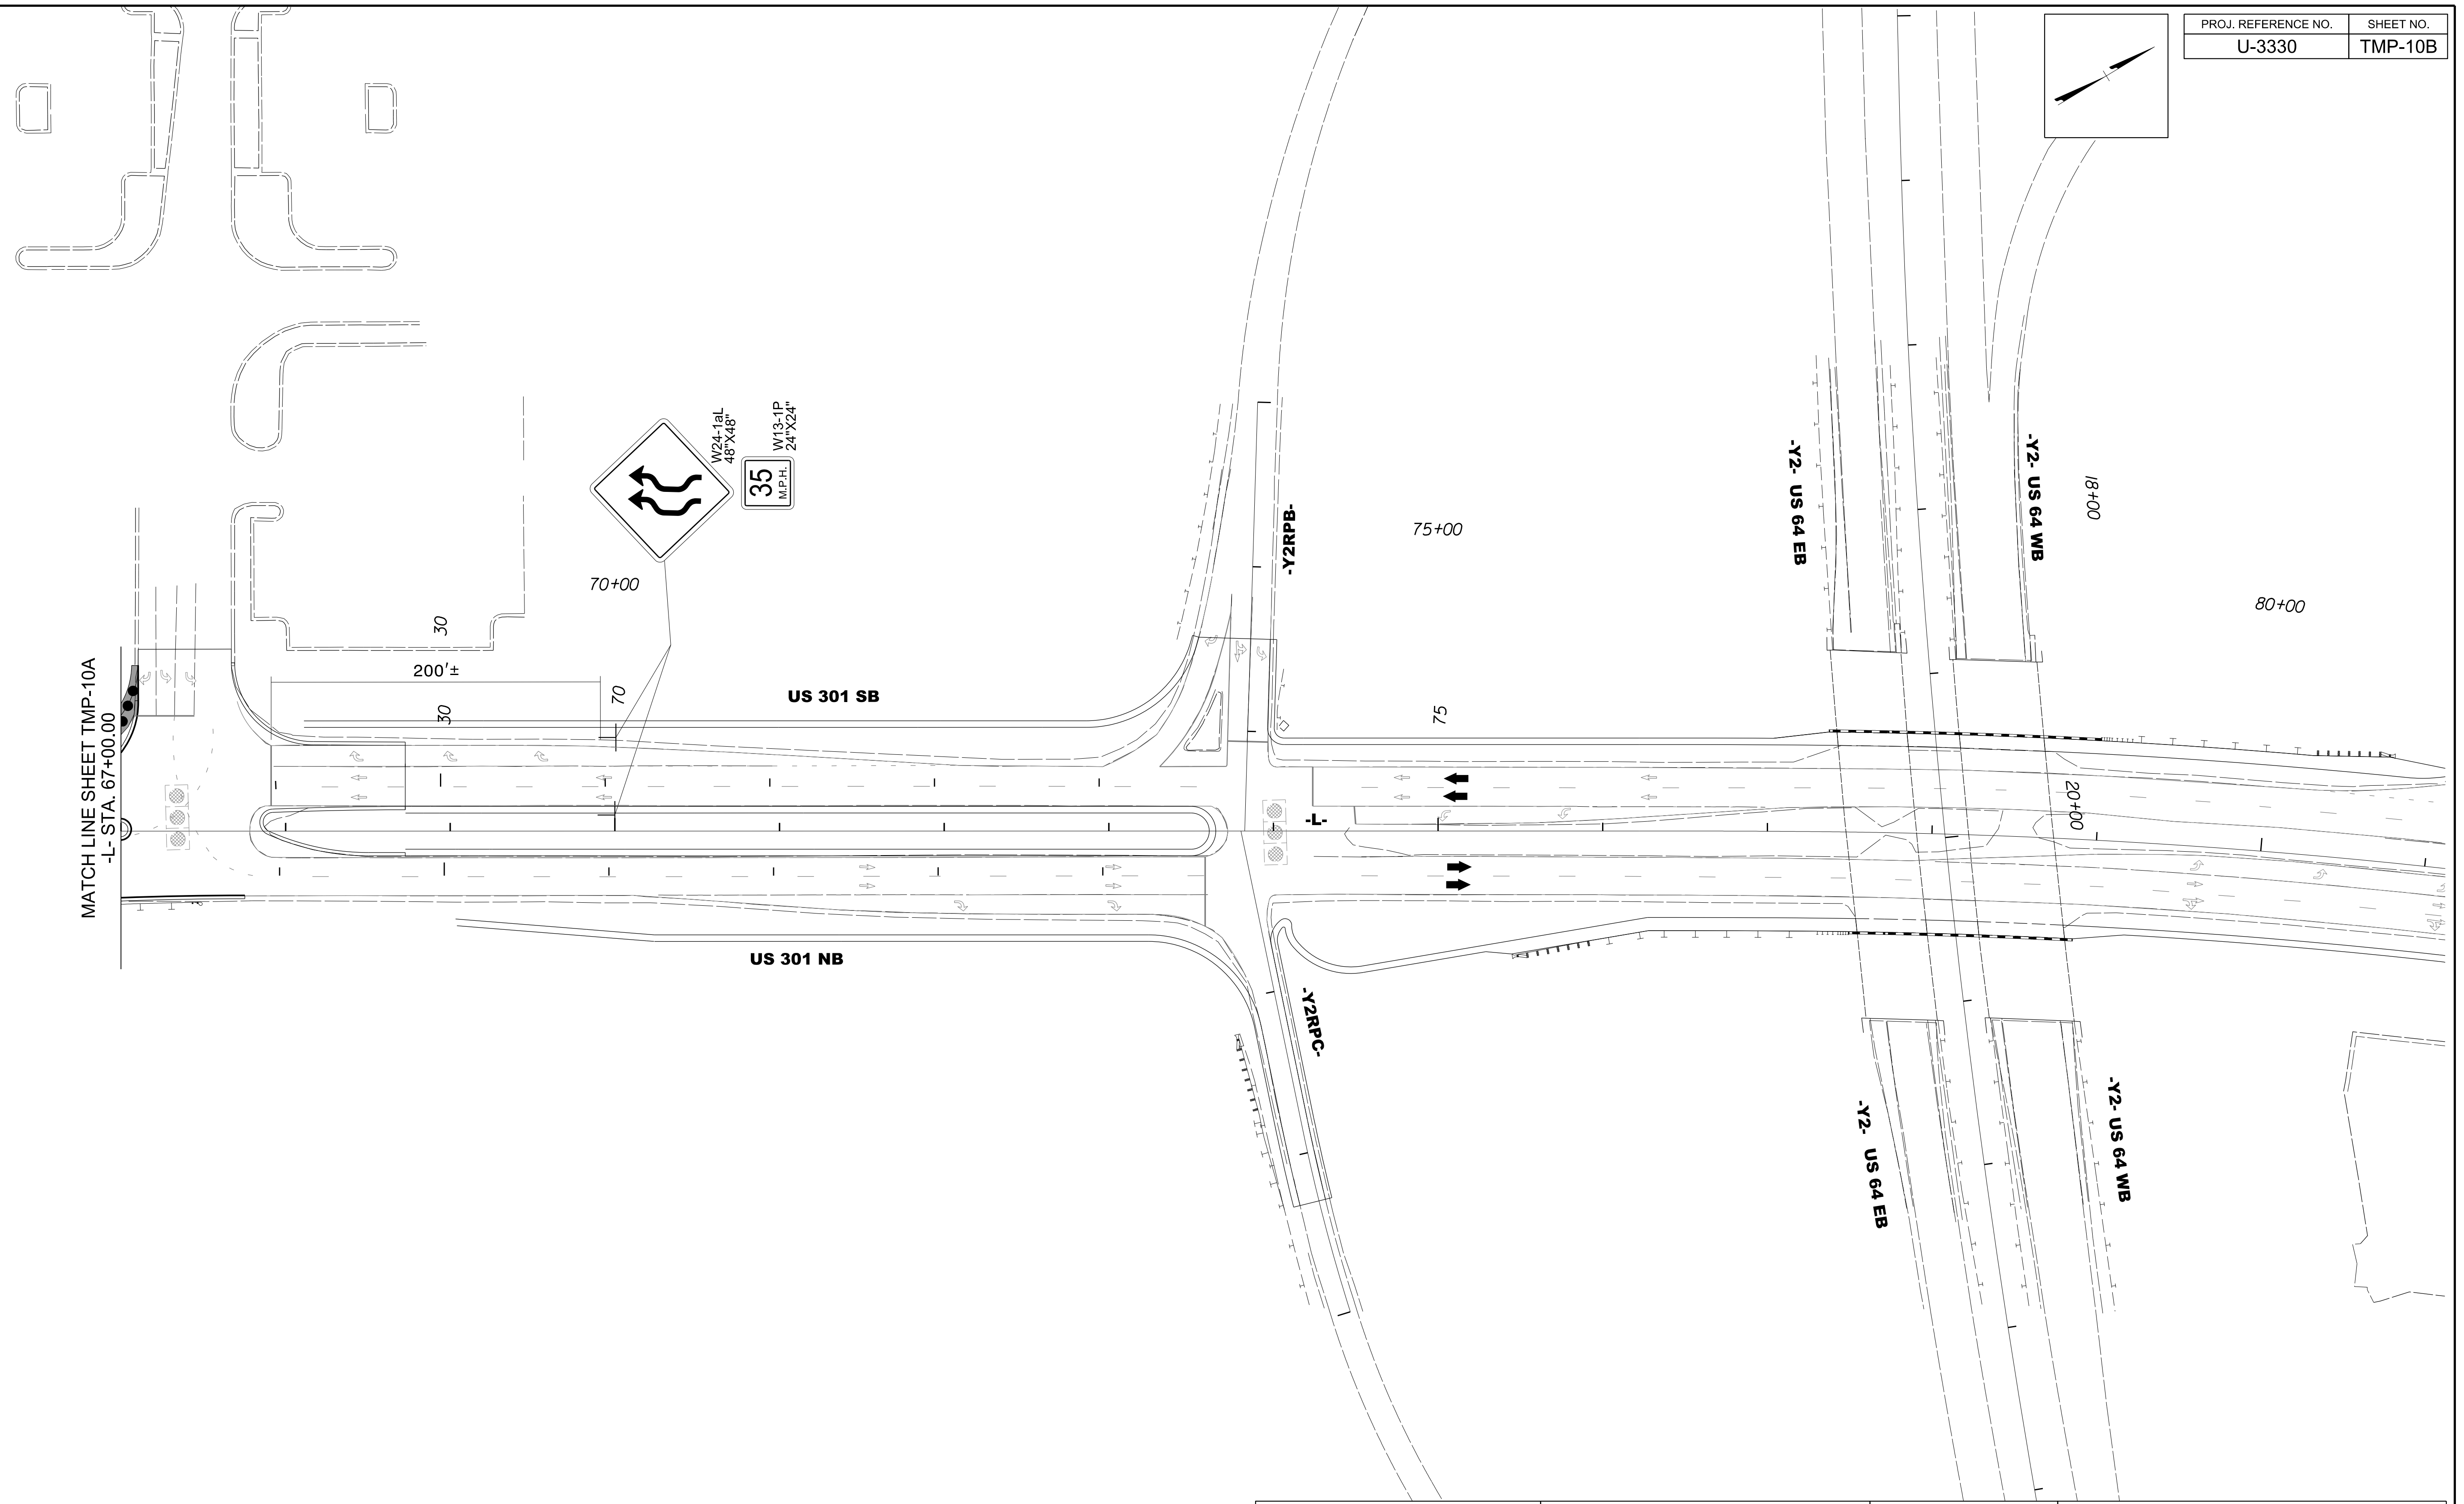 PROJ. REFERENCE NO.
SHEET NO.
U-3330
TMP-10B
W24-1aL
48"X48"
W13-1P
24"X24"
35
M.P.H.
70+00
75+00
80+00
18+00
20+00
-Y2RPB-
-Y2- US 64 EB
-Y2- US 64 WB
30
200'±
30
70
75
US 301 SB
MATCH LINE SHEET TMP-10A
-L- STA. 67+00.00
-L-
US 301 NB
-Y2RPC-
-Y2- US 64 EB
-Y2- US 64 WB